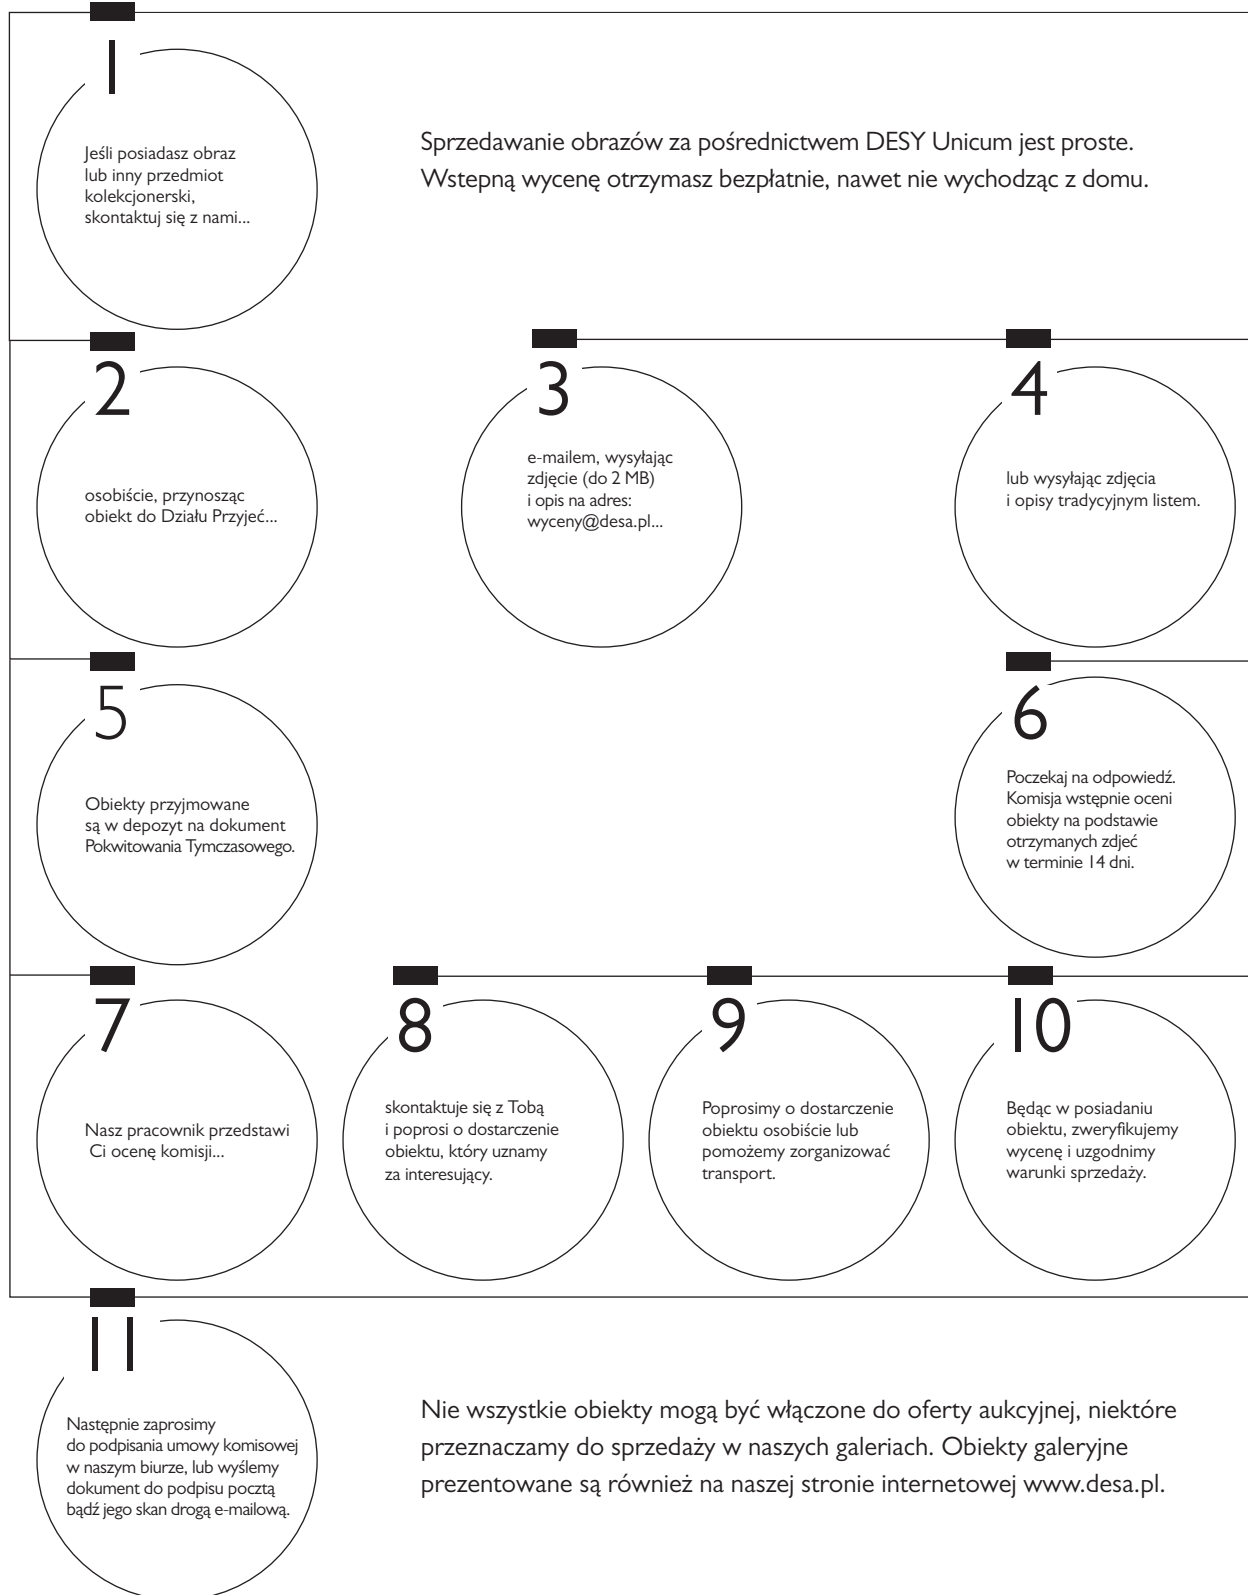 1
Jeśli posiadasz obraz
lub inny przedmiot
kolekcjonerski,
skontaktuj się z nami...
Sprzedawanie obrazów za pośrednictwem DESY Unicum jest proste.
Wstepną wycenę otrzymasz bezpłatnie, nawet nie wychodząc z domu.
2
osobiście, przynosząc
obiekt do Działu Przyjeć...
3
e-mailem, wysyłając
zdjęcie (do 2 MB)
i opis na adres:
wyceny@desa.pl...
4
lub wysyłając zdjęcia
i opisy tradycyjnym listem.
5
Obiekty przyjmowane
są w depozyt na dokument
Pokwitowania Tymczasowego.
6
Poczekaj na odpowiedź.
Komisja wstępnie oceni
obiekty na podstawie
otrzymanych zdjeć
w terminie 14 dni.
7
Nasz pracownik przedstawi
Ci ocenę komisji...
8
skontaktuje się z Tobą
i poprosi o dostarczenie
obiektu, który uznamy
za interesujący.
9
Poprosimy o dostarczenie
obiektu osobiście lub
pomożemy zorganizować
transport.
10
Będąc w posiadaniu
obiektu, zweryfikujemy
wycenę i uzgodnimy
warunki sprzedaży.
11
Następnie zaprosimy
do podpisania umowy komisowej
w naszym biurze, lub wyślemy
dokument do podpisu pocztą
bądź jego skan drogą e-mailową.
Nie wszystkie obiekty mogą być włączone do oferty aukcyjnej, niektóre
przeznaczamy do sprzedaży w naszych galeriach. Obiekty galeryjne
prezentowane są również na naszej stronie internetowej www.desa.pl.